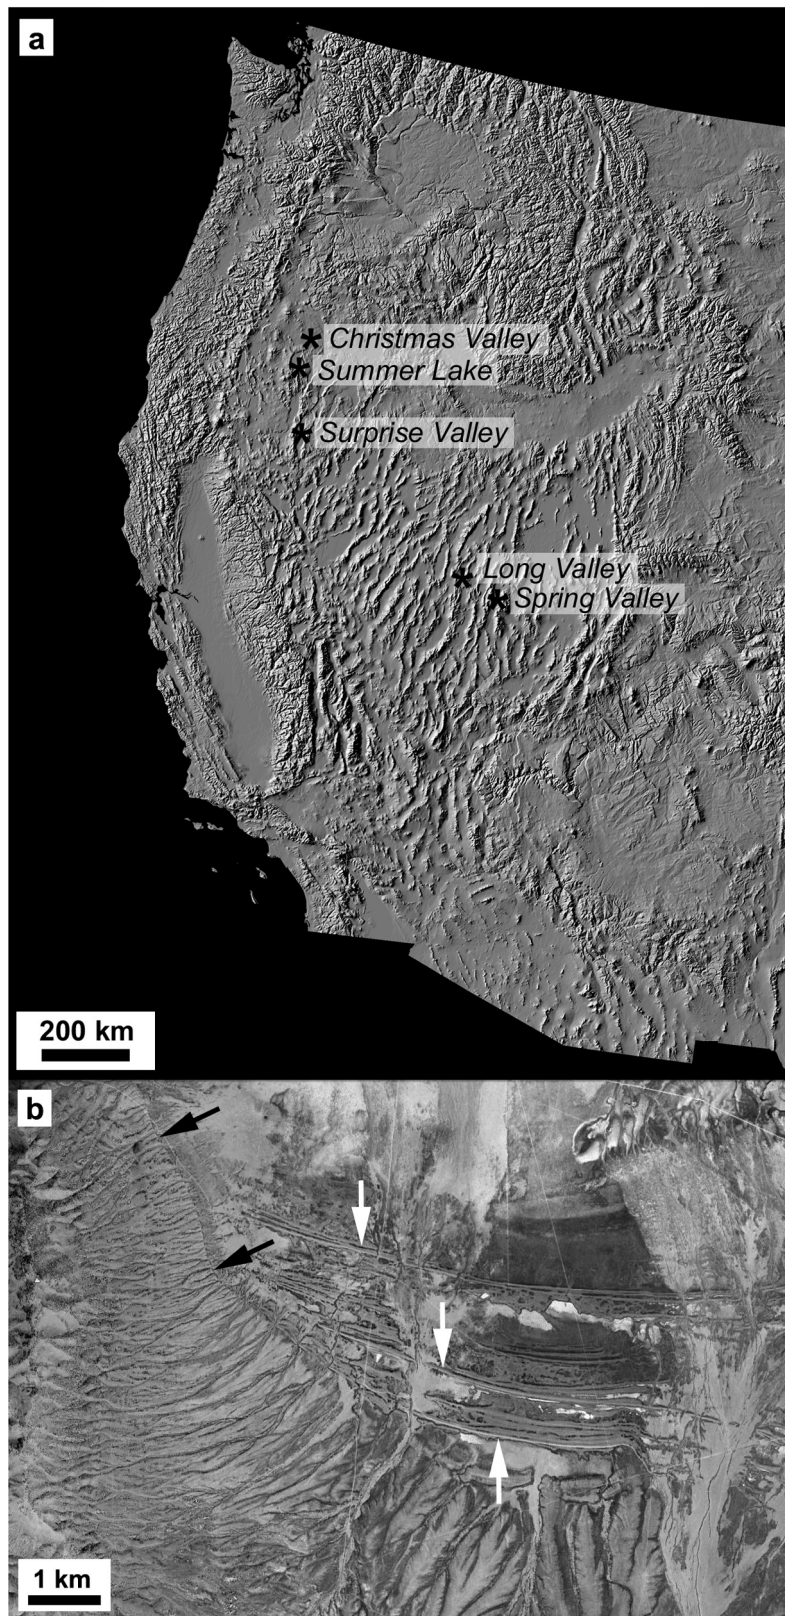 a
* Christmas Valley
* Summer Lake
* Surprise Valley
* Long Valley
* Spring Valley
200 km
b
1 km